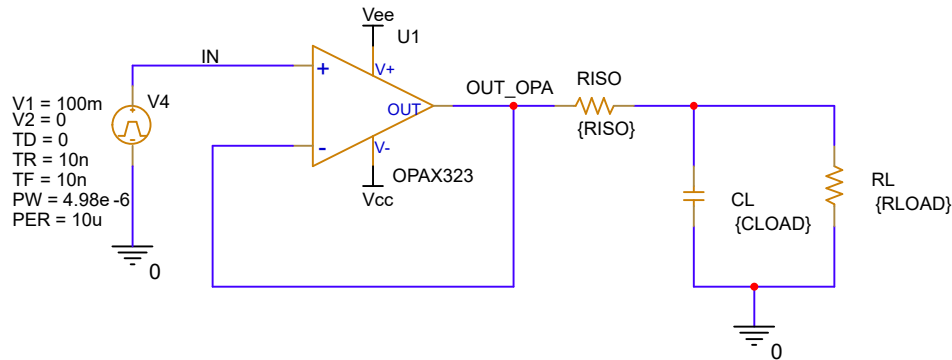 Vee
U1
IN
+
V+
OUT
-
V-
OPAX323
Vcc
V4
+
-
V1 = 100m
V2 = 0
TD = 0
TR = 10n
TF = 10n
PW = 4.98e -6
PER = 10u
0
OUT_OPA
RISO
{RISO}
CL
{CLOAD}
RL
{RLOAD}
0